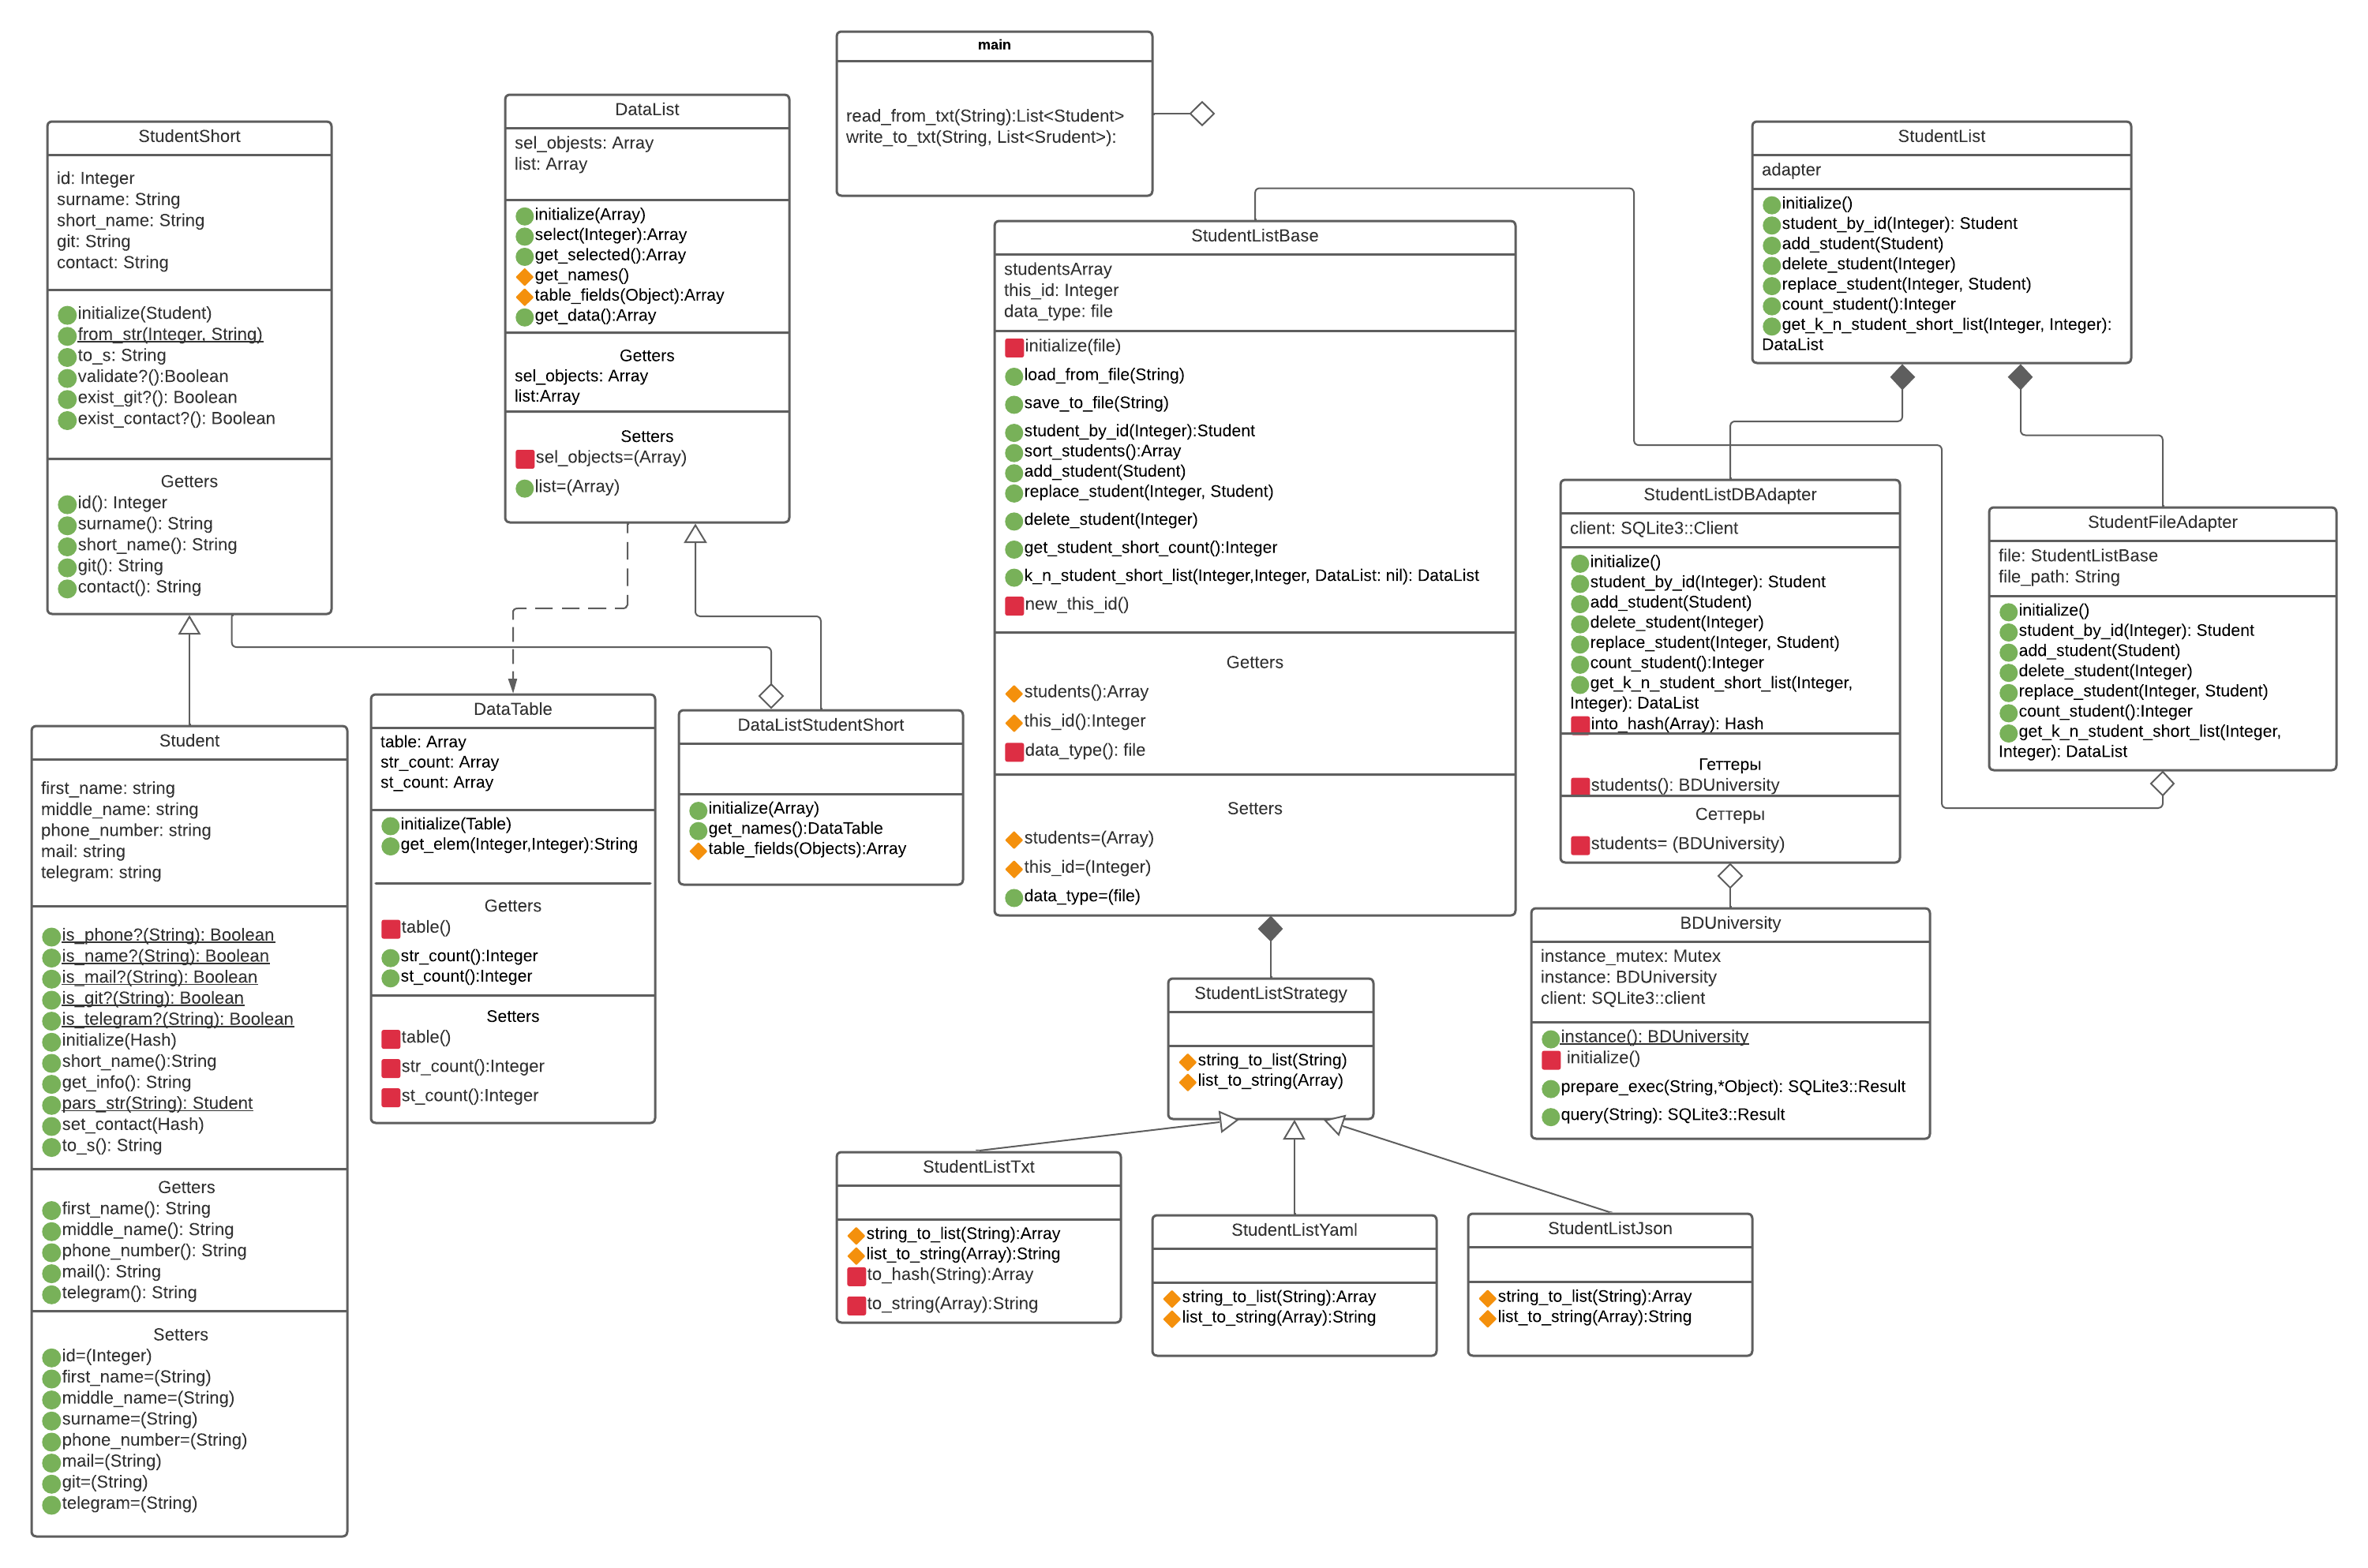 main
read_from_txt(String):List<Student>
write_to_txt(String, List<Srudent>):
StudentShort
id: Integer
surname: String
short_name: String
git: String
contact: String
initialize(Student)
from_str(Integer, String)
to_s: String
validate?():Boolean
exist_git?(): Boolean
exist_contact?(): Boolean
Getters
id(): Integer
surname(): String
short_name(): String
git(): String
contact(): String
Student
first_name: string
middle_name: string
phone_number: string
mail: string
telegram: string
is_phone?(String): Boolean
is_name?(String): Boolean
is_mail?(String): Boolean
is_git?(String): Boolean
is_telegram?(String): Boolean
initialize(Hash)
short_name():String
get_info(): String
pars_str(String): Student
set_contact(Hash)
to_s(): String
Getters
first_name(): String
middle_name(): String
phone_number(): String
mail(): String
telegram(): String
Setters
id=(Integer)
first_name=(String)
middle_name=(String)
surname=(String)
phone_number=(String)
mail=(String)
git=(String)
telegram=(String)
DataList
sel_objests: Array
list: Array
initialize(Array)
select(Integer):Array
get_selected():Array
get_names()
table_fields(Object):Array
get_data():Array
Getters
sel_objects: Array
list:Array
Setters
sel_objects=(Array)
list=(Array)
DataTable
table: Array
str_count: Array
st_count: Array
initialize(Table)
get_elem(Integer,Integer):String
Getters
table()
str_count():Integer
st_count():Integer
Setters
table()
str_count():Integer
st_count():Integer
DataListStudentShort
initialize(Array)
get_names():DataTable
table_fields(Objects):Array
StudentListBase
studentsArray
this_id: Integer
data_type: file
initialize(file)
load_from_file(String)
save_to_file(String)
student_by_id(Integer):Student
sort_students():Array
add_student(Student)
replace_student(Integer, Student)
delete_student(Integer)
get_student_short_count():Integer
k_n_student_short_list(Integer,Integer, DataList: nil): DataList
new_this_id()
Getters
students():Array
this_id():Integer
data_type(): file
Setters
students=(Array)
this_id=(Integer)
data_type=(file)
StudentListStrategy
string_to_list(String)
list_to_string(Array)
StudentListTxt
string_to_list(String):Array
list_to_string(Array):String
to_hash(String):Array
to_string(Array):String
StudentListYaml
string_to_list(String):Array
list_to_string(Array):String
StudentListJson
string_to_list(String):Array
list_to_string(Array):String
StudentList
adapter
initialize()
student_by_id(Integer): Student
add_student(Student)
delete_student(Integer)
replace_student(Integer, Student)
count_student():Integer
get_k_n_student_short_list(Integer, Integer):
DataList
StudentListDBAdapter
client: SQLite3::Client
initialize()
student_by_id(Integer): Student
add_student(Student)
delete_student(Integer)
replace_student(Integer, Student)
count_student():Integer
get_k_n_student_short_list(Integer,
Integer): DataList
into_hash(Array): Hash
Геттеры
students(): BDUniversity
Сеттеры
students= (BDUniversity)
StudentFileAdapter
file: StudentListBase
file_path: String
initialize()
student_by_id(Integer): Student
add_student(Student)
delete_student(Integer)
replace_student(Integer, Student)
count_student():Integer
get_k_n_student_short_list(Integer,
Integer): DataList
BDUniversity
instance_mutex: Mutex
instance: BDUniversity
client: SQLite3::client
instance(): BDUniversity
initialize()
prepare_exec(String,*Object): SQLite3::Result
query(String): SQLite3::Result